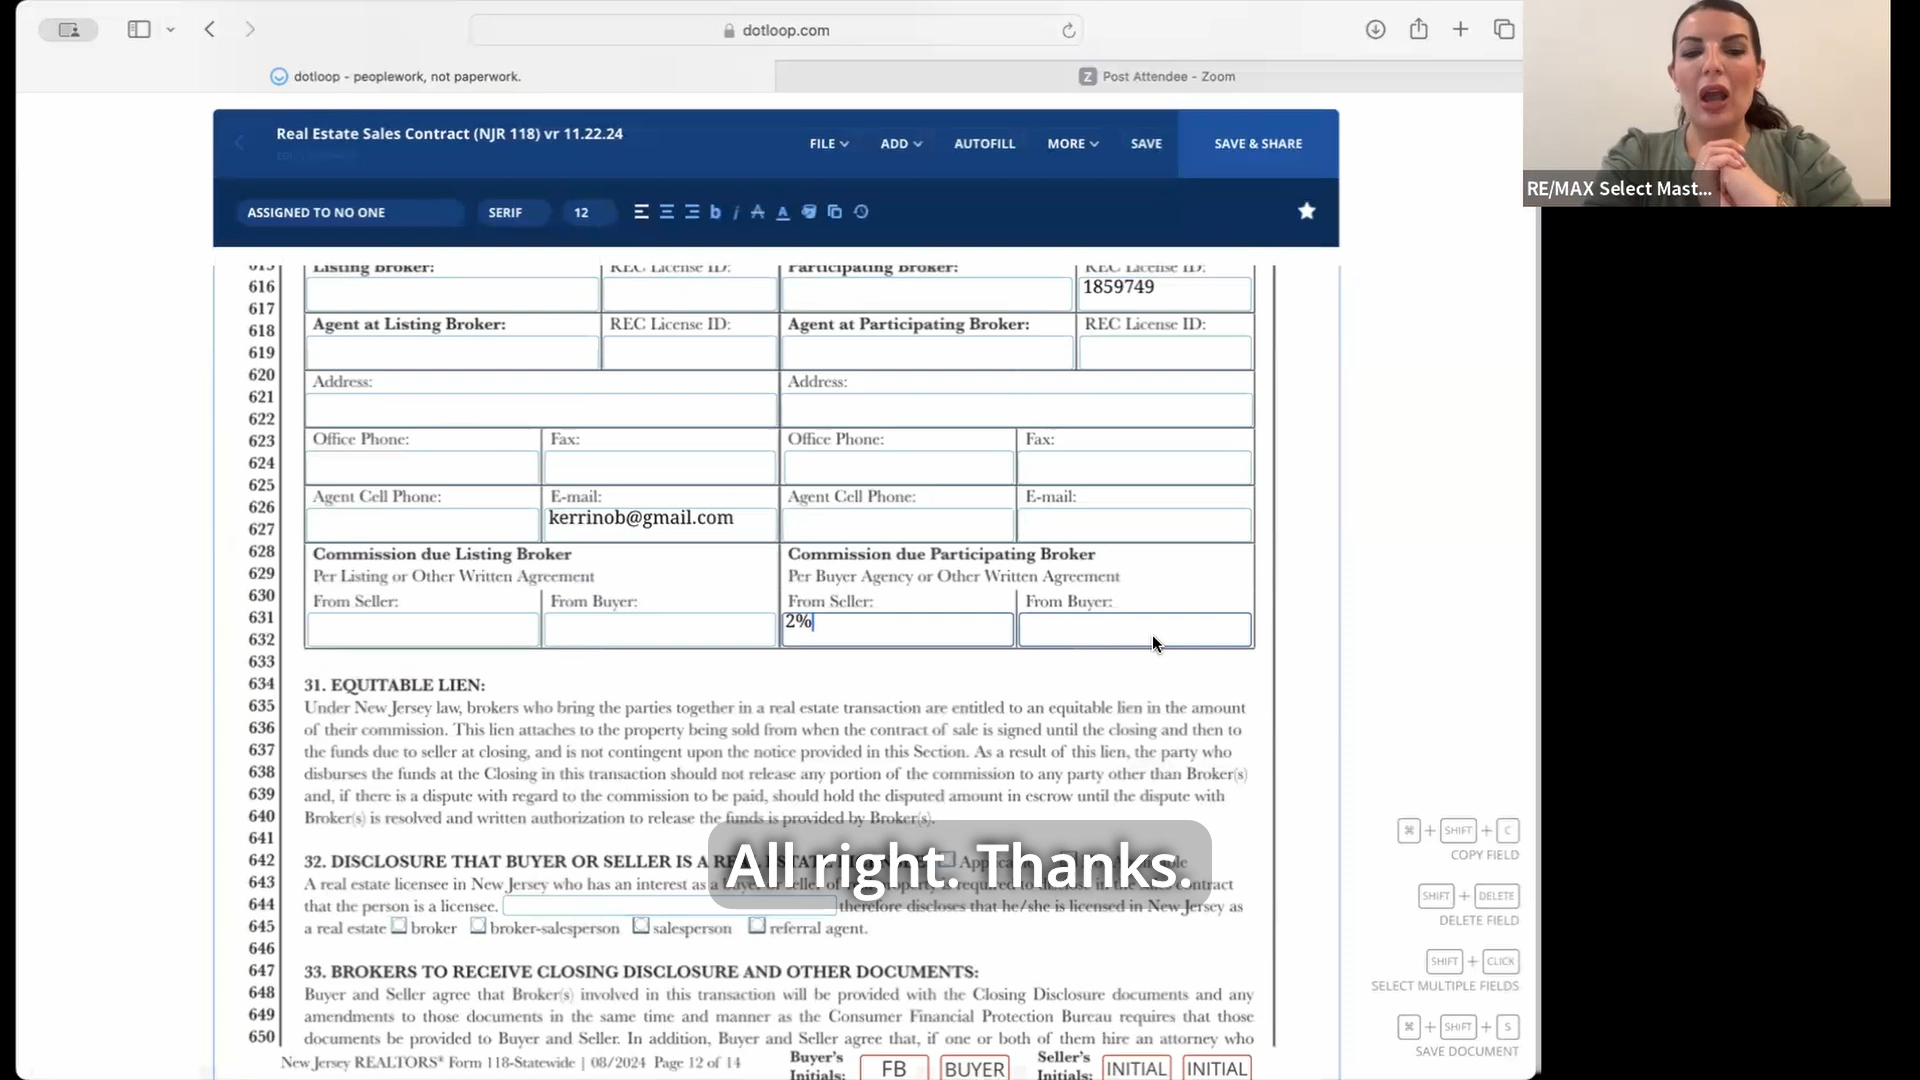 dotloop.com
dotloop - peoplework, not paperwork.
Post Attendee - Zoom
RE/MAX Select Mast...
Real Estate Sales Contract (NJR 118) vr 11.22.24
FILE
ADD
AUTOFILL
MORE
SAVE
SAVE & SHARE
ASSIGNED TO NO ONE
SERIF
12
615 Listing Broker: REC License ID: Participating Broker: REC License ID:
616 1859749
617
618 Agent at Listing Broker: REC License ID: Agent at Participating Broker: REC License ID:
619
620 Address: Address:
621
622
623 Office Phone: Fax: Office Phone: Fax:
624
625
626 Agent Cell Phone: E-mail: Agent Cell Phone: E-mail:
627 kerrinob@gmail.com
628 Commission due Listing Broker Commission due Participating Broker
629 Per Listing or Other Written Agreement Per Buyer Agency or Other Written Agreement
630 From Seller: From Buyer: From Seller: From Buyer:
631 2%
632
633
634 31. EQUITABLE LIEN:
635 Under New Jersey law, brokers who bring the parties together in a real estate transaction are entitled to an equitable lien in the amount
636 of their commission. This lien attaches to the property being sold from when the contract of sale is signed until the closing and then to
637 the funds due to seller at closing, and is not contingent upon the notice provided in this Section. As a result of this lien, the party who
638 disburses the funds at the Closing in this transaction should not release any portion of the commission to any party other than Broker(s)
639 and, if there is a dispute with regard to the commission to be paid, should hold the disputed amount in escrow until the dispute with
640 Broker(s) is resolved and written authorization to release the funds is provided by Broker(s).
641
642 32. DISCLOSURE THAT BUYER OR SELLER IS A
643 A real estate licensee in New Jersey who has an interest as a contract
644 that the person is a licensee. therefore discloses that he/she is licensed in New Jersey as
645 a real estate broker broker-salesperson salesperson referral agent.
646
647 33. BROKERS TO RECEIVE CLOSING DISCLOSURE AND OTHER DOCUMENTS:
648 Buyer and Seller agree that Broker(s) involved in this transaction will be provided with the Closing Disclosure documents and any
649 amendments to those documents in the same time and manner as the Consumer Financial Protection Bureau requires that those
650 documents be provided to Buyer and Seller. In addition, Buyer and Seller agree that, if one or both of them hire an attorney who
New Jersey REALTORS® Form 118-Statewide | 08/2024 Page 12 of 14
Buyer's Initials: FB BUYER
Seller's Initials: INITIAL INITIAL
All right. Thanks.
⌘ + SHIFT + C
COPY FIELD
SHIFT + DELETE
DELETE FIELD
SHIFT + CLICK
SELECT MULTIPLE FIELDS
⌘ + SHIFT + S
SAVE DOCUMENT